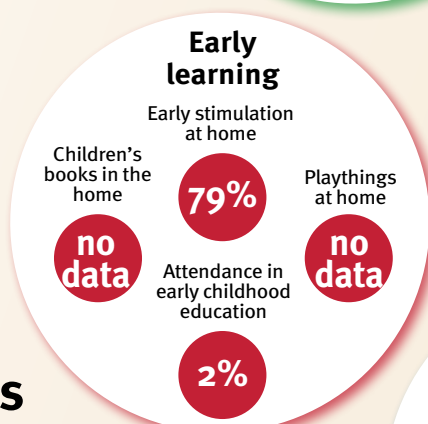 Early
learning
Early stimulation
at home
79%
Children’s
books in the
home
no
data
Playthings
at home
no
data
Attendance in
early childhood
education
2%
s